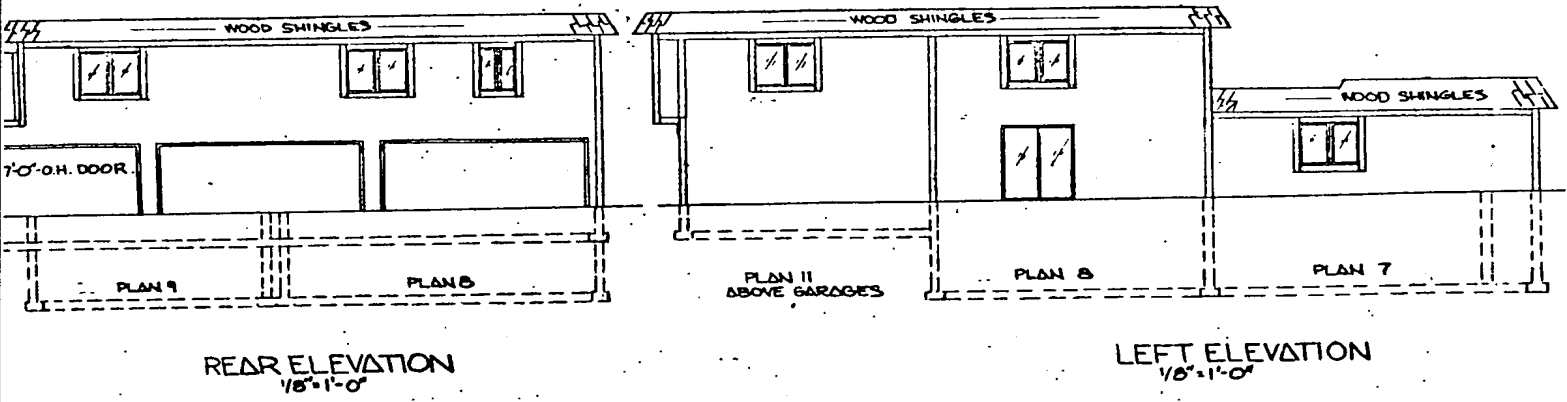 WOOD SHINGLES
7'-0" O.H. DOOR
PLAN 9
PLAN 8
REAR ELEVATION
1/8"=1'-0"
WOOD SHINGLES
WOOD SHINGLES
PLAN 11
ABOVE GARAGES
PLAN 8
PLAN 7
LEFT ELEVATION
1/8"=1'-0"